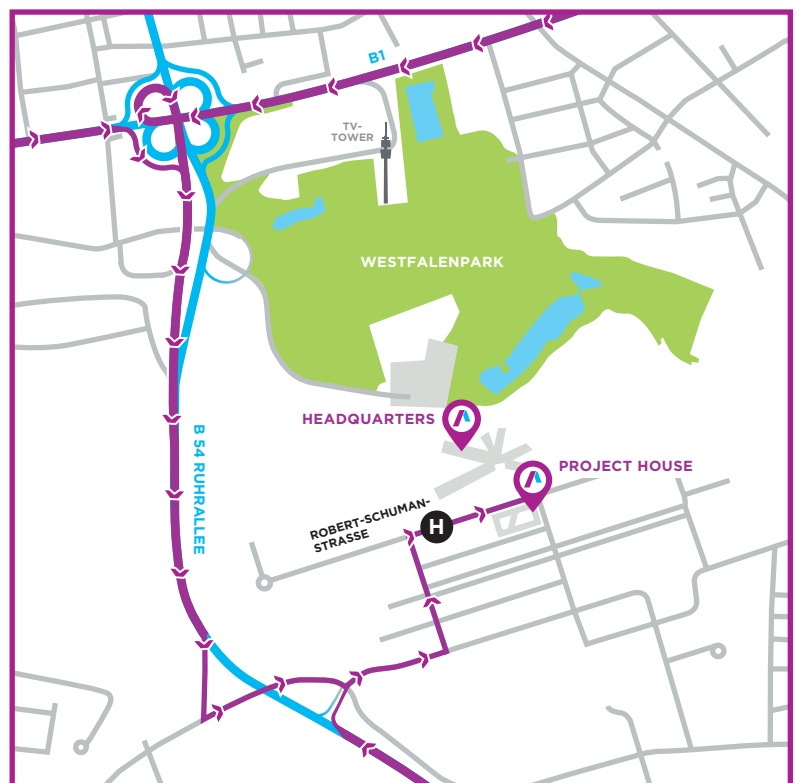 B1
TV-
TOWER
WESTFALENPARK
HEADQUARTERS
PROJECT HOUSE
B 54 RUHRALLEE
ROBERT-SCHUMAN-
STRASSE
H